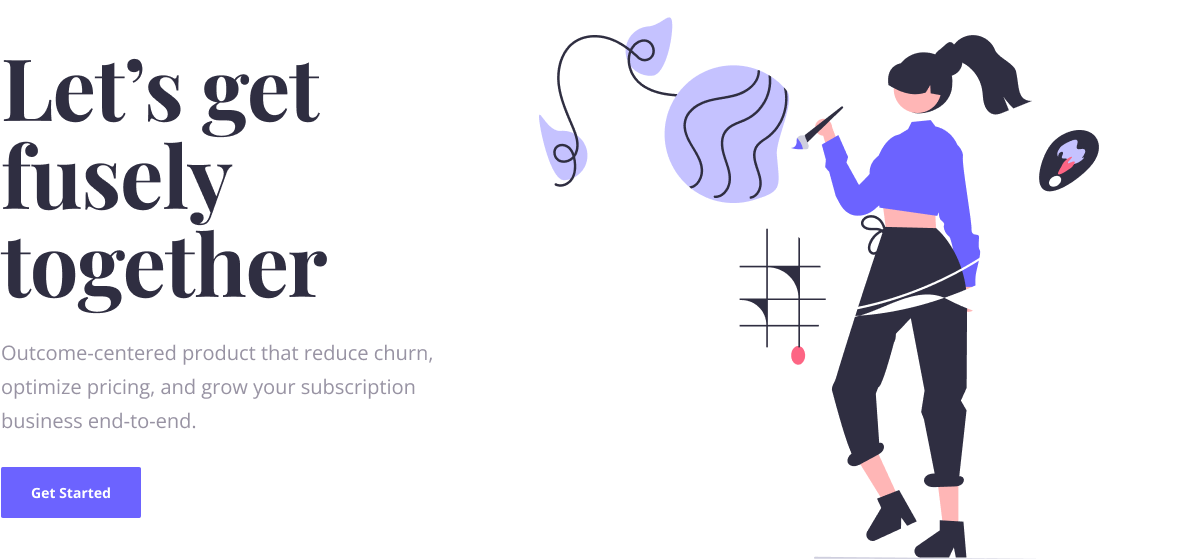 Let’s get
fusely
together
Outcome-centered product that reduce churn,
optimize pricing, and grow your subscription
business end-to-end.
Get Started